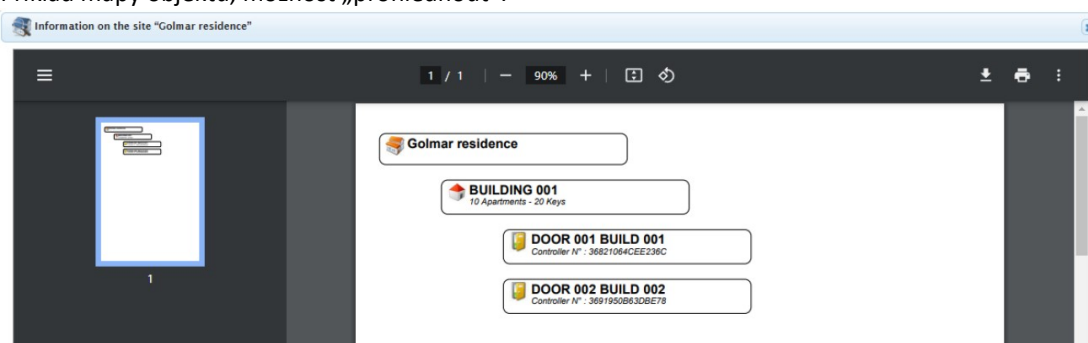 Information on the site “Golmar residence”
1 / 1 | − 90% + |
Golmar residence
BUILDING 001
10 Apartments - 20 Keys
DOOR 001 BUILD 001
Controller N° : 36821064CEE236C
DOOR 002 BUILD 002
Controller N° : 3691950B63DBE78
1